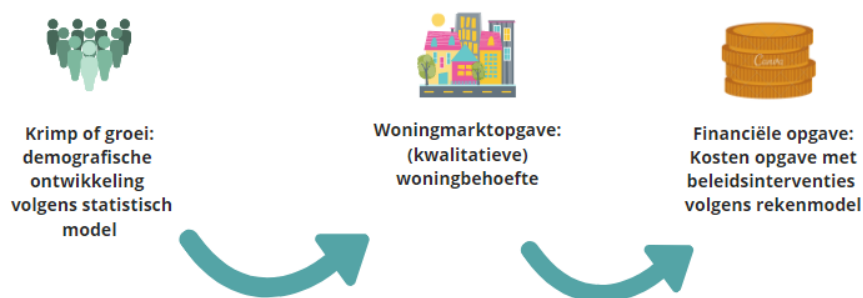 Krimp of groei:
demografische
ontwikkeling
volgens statistisch
model
Woningmarktopgave:
(kwalitatieve)
woningbehoefte
Canva
Financiële opgave:
Kosten opgave met
beleidsinterventies
volgens rekenmodel